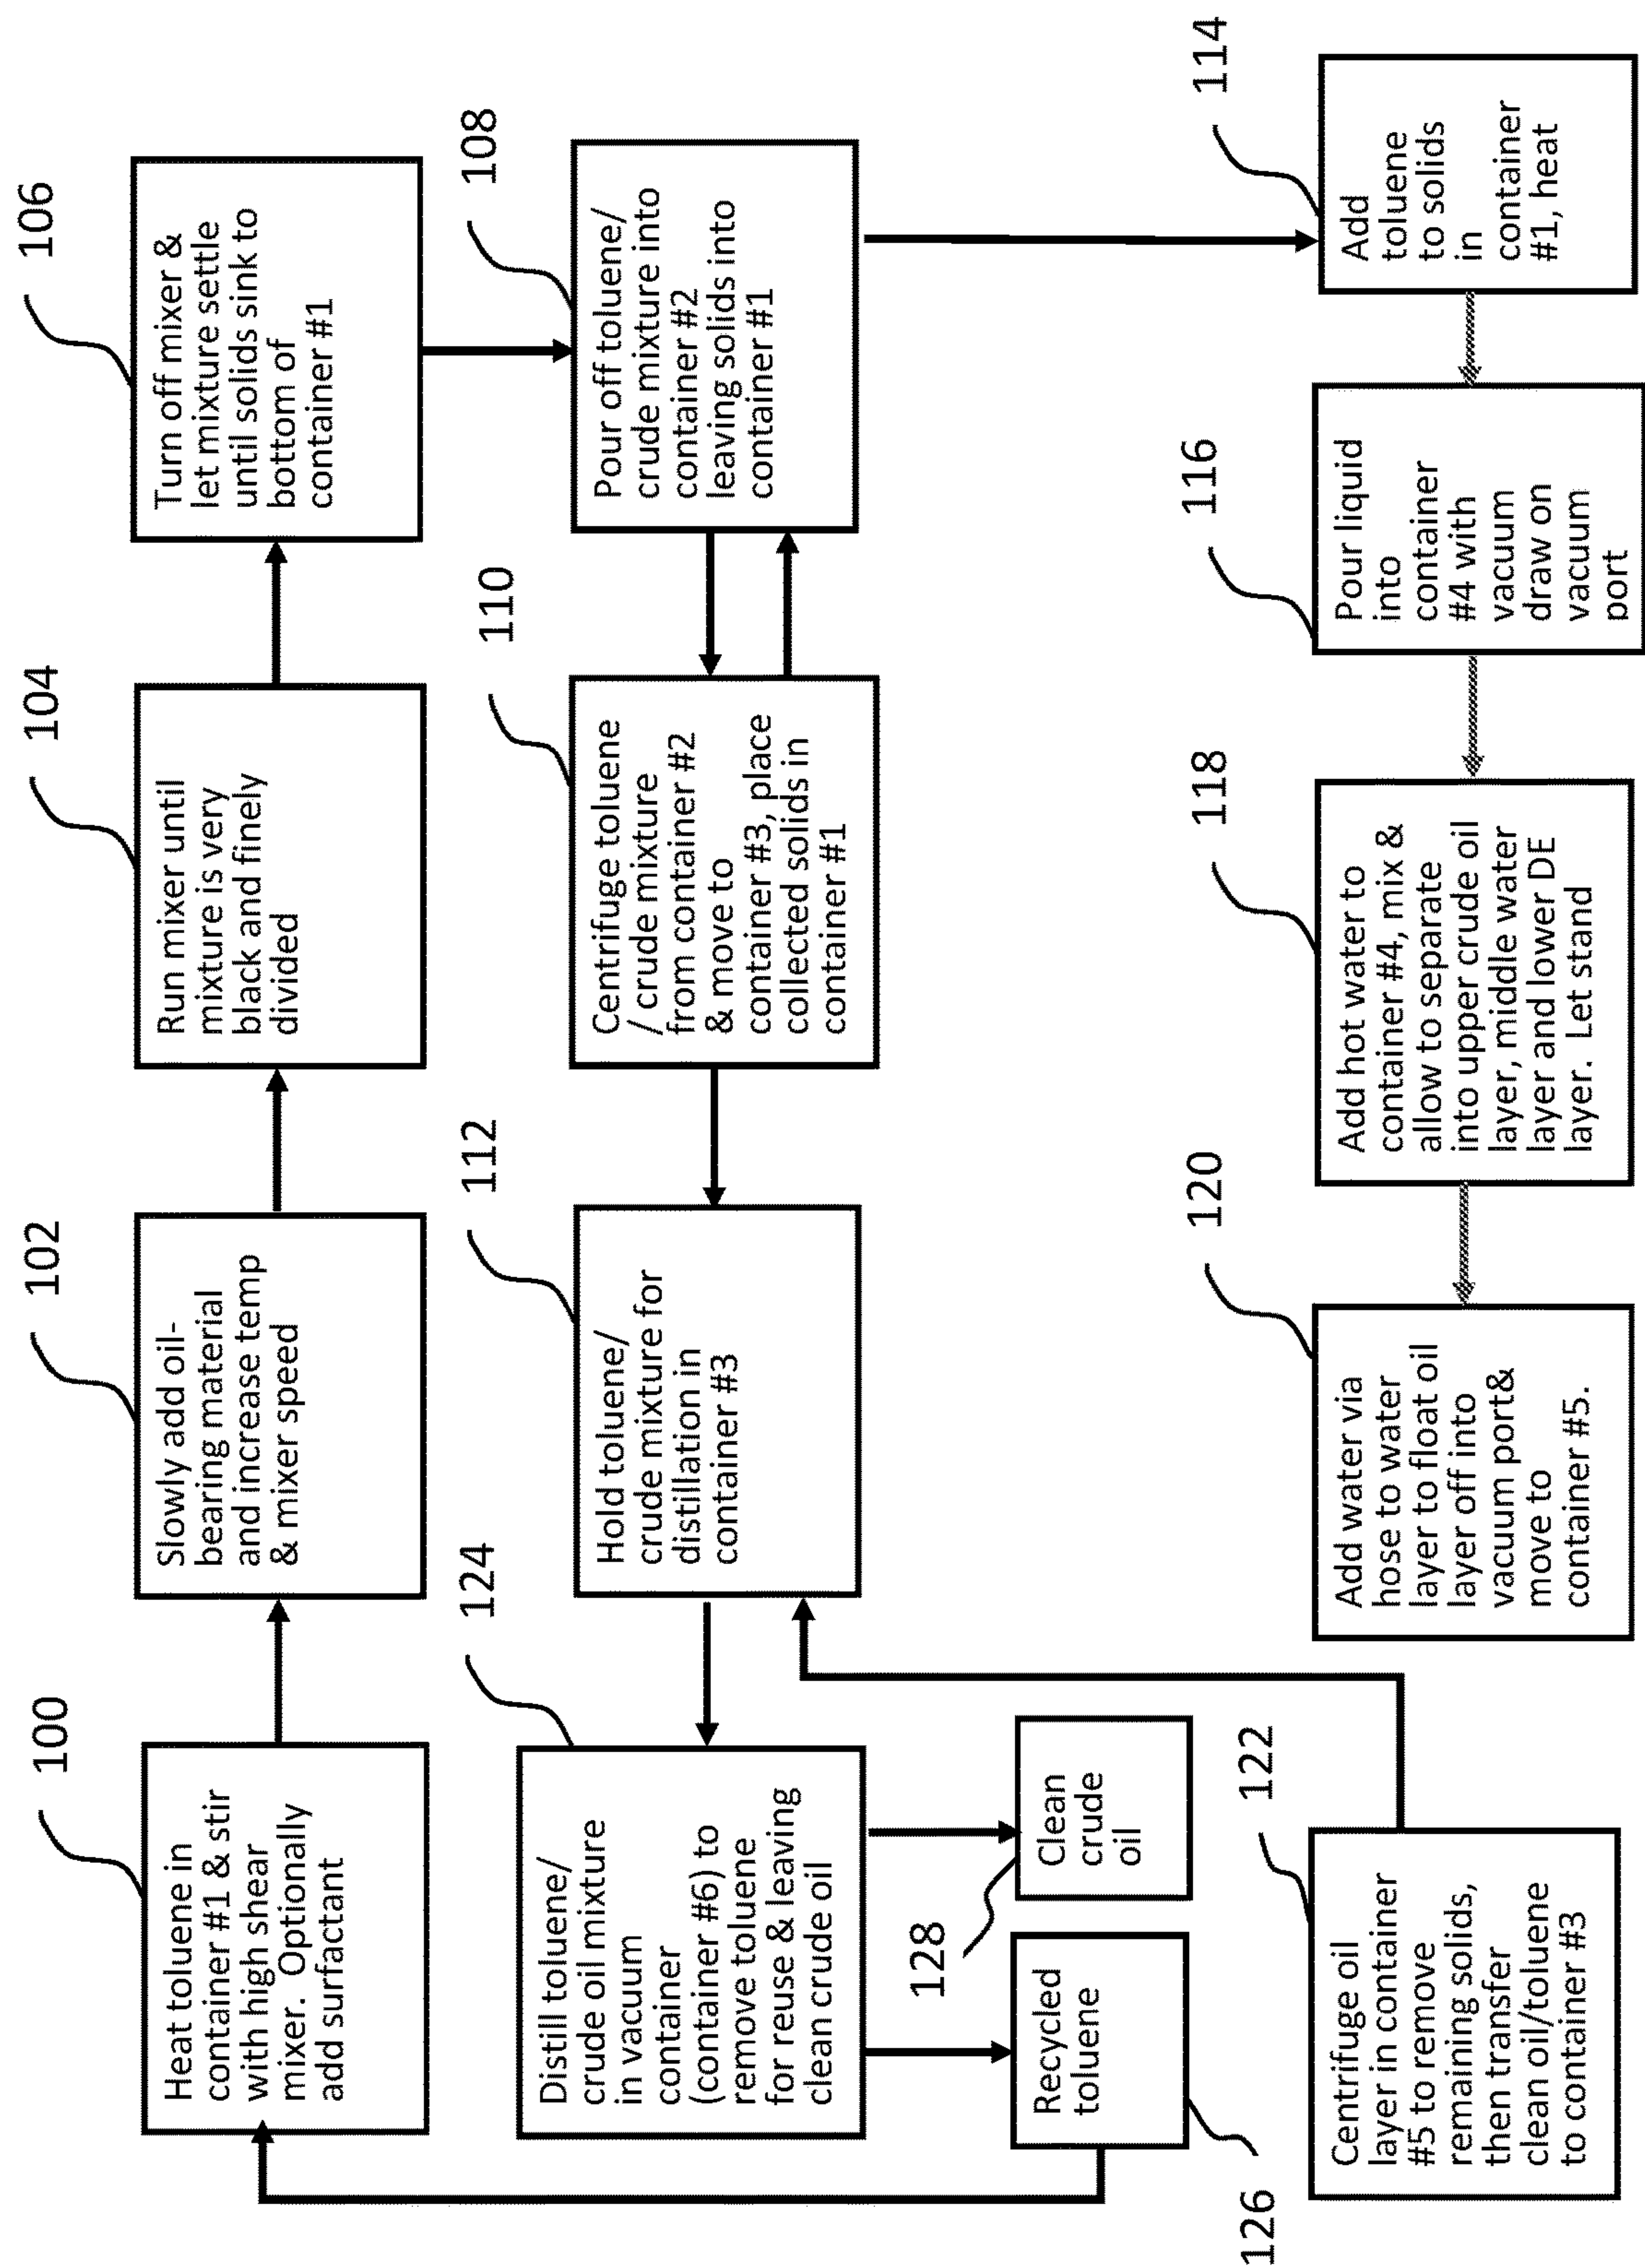 100
Heat toluene in
container #1 & stir
with high shear
mixer. Optionally
add surfactant
102
Slowly add oil-
bearing material
and increase temp
& mixer speed
104
Run mixer until
mixture is very
black and finely
divided
106
Turn off mixer &
let mixture settle
until solids sink to
bottom of
container #1
124
Distill toluene/
crude oil mixture
in vacuum
container
(container #6) to
remove toluene
for reuse & leaving
clean crude oil
112
Hold toluene/
crude mixture for
distillation in
container #3
110
Centrifuge toluene
/ crude mixture
from container #2
& move to
container #3, place
collected solids in
container #1
108
Pour off toluene/
crude mixture into
container #2
leaving solids into
container #1
126
Recycled
toluene
128
Clean
crude
oil
122
Centrifuge oil
layer in container
#5 to remove
remaining solids,
then transfer
clean oil/toluene
to container #3
120
Add water via
hose to water
layer to float oil
layer off into
vacuum port&
move to
container #5.
118
Add hot water to
container #4, mix &
allow to separate
into upper crude oil
layer, middle water
layer and lower DE
layer. Let stand
116
Pour liquid
into
container
#4 with
vacuum
draw on
vacuum
port
114
Add
toluene
to solids
in
container
#1, heat